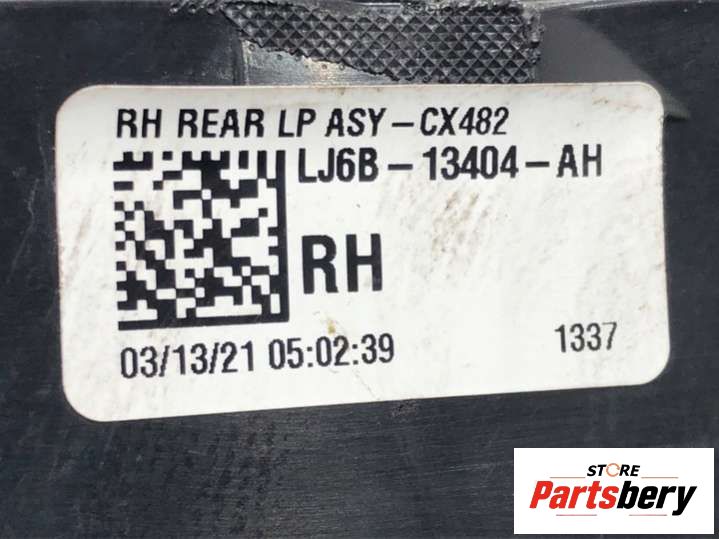 RH REAR LP ASY-CX482
LJ6B-13404-AH
RH
03/13/21 05:02:39
1337
STORE
Partsbery